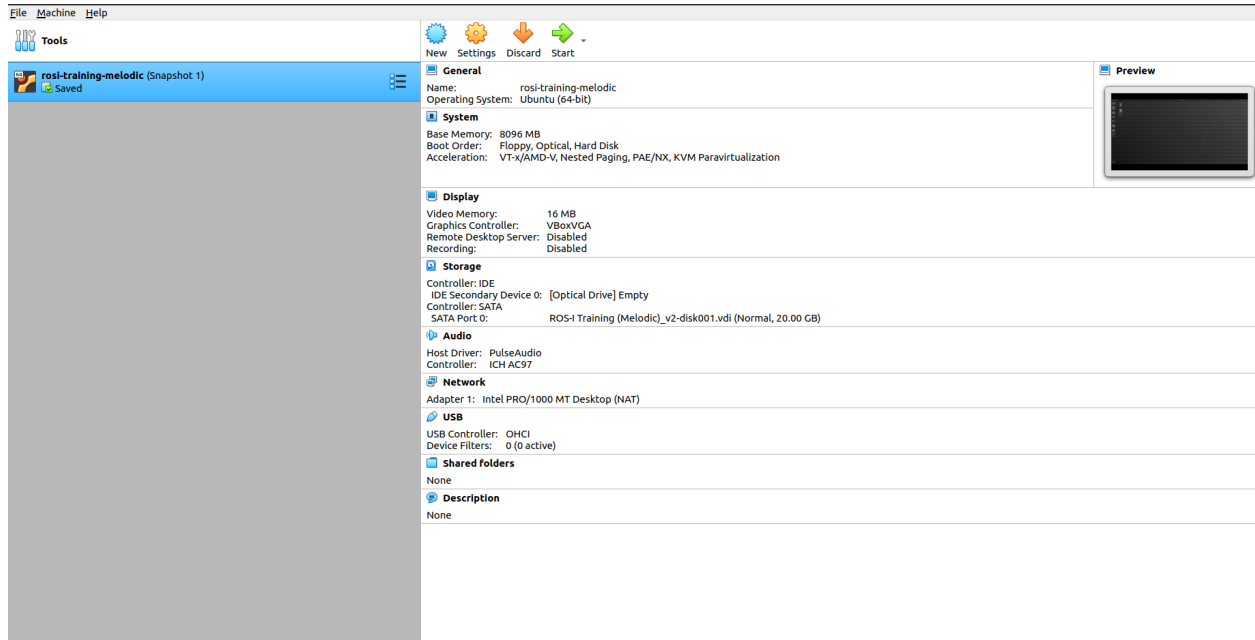 File Machine Help
Tools
rosi-training-melodic (Snapshot 1)
Saved
New Settings Discard Start
General
Name: rosi-training-melodic
Operating System: Ubuntu (64-bit)
Preview
System
Base Memory: 8096 MB
Boot Order: Floppy, Optical, Hard Disk
Acceleration: VT-x/AMD-V, Nested Paging, PAE/NX, KVM Paravirtualization
Display
Video Memory: 16 MB
Graphics Controller: VBoxVGA
Remote Desktop Server: Disabled
Recording: Disabled
Storage
Controller: IDE
IDE Secondary Device 0: [Optical Drive] Empty
Controller: SATA
SATA Port 0: ROS-I Training (Melodic)_v2-disk001.vdi (Normal, 20.00 GB)
Audio
Host Driver: PulseAudio
Controller: ICH AC97
Network
Adapter 1: Intel PRO/1000 MT Desktop (NAT)
USB
USB Controller: OHCI
Device Filters: 0 (0 active)
Shared folders
None
Description
None